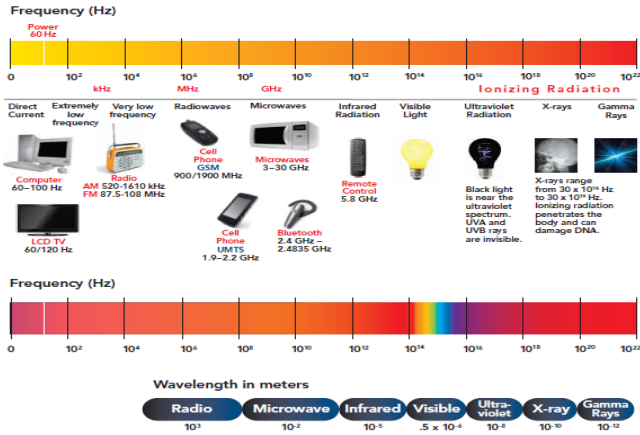 Frequency (Hz)
Power
60 Hz
0 10² 10⁴ 10⁶ 10⁸ 10¹⁰ 10¹² 10¹⁴ 10¹⁶ 10¹⁸ 10²⁰ 10²²
kHz MHz GHz Ionizing Radiation
Direct
Current
Extremely
low
frequency
Very low
frequency
Radiowaves
Microwaves
Infrared
Radiation
Visible
Light
Ultraviolet
Radiation
X-rays
Gamma
Rays
Computer
60–100 Hz
LCD TV
60/120 Hz
Radio
AM 520-1610 kHz
FM 87.5-108 MHz
Cell
Phone
GSM
900/1900 MHz
Cell
Phone
UMTS
1.9–2.2 GHz
Microwaves
3–30 GHz
Bluetooth
2.4 GHz –
2.4835 GHz
Remote
Control
5.8 GHz
Black light
is near the
ultraviolet
spectrum.
UVA and
UVB rays
are invisible.
X-rays range
from 30 x 10¹⁶ Hz
to 30 x 10¹⁹ Hz.
Ionizing radiation
penetrates the
body and can
damage DNA.
Frequency (Hz)
0 10² 10⁴ 10⁶ 10⁸ 10¹⁰ 10¹² 10¹⁴ 10¹⁶ 10¹⁸ 10²⁰ 10²²
Wavelength in meters
Radio Microwave Infrared Visible Ultra-
violet X-ray Gamma
Rays
10³ 10⁻² 10⁻⁵ .5 x 10⁻⁶ 10⁻⁸ 10⁻¹⁰ 10⁻¹²